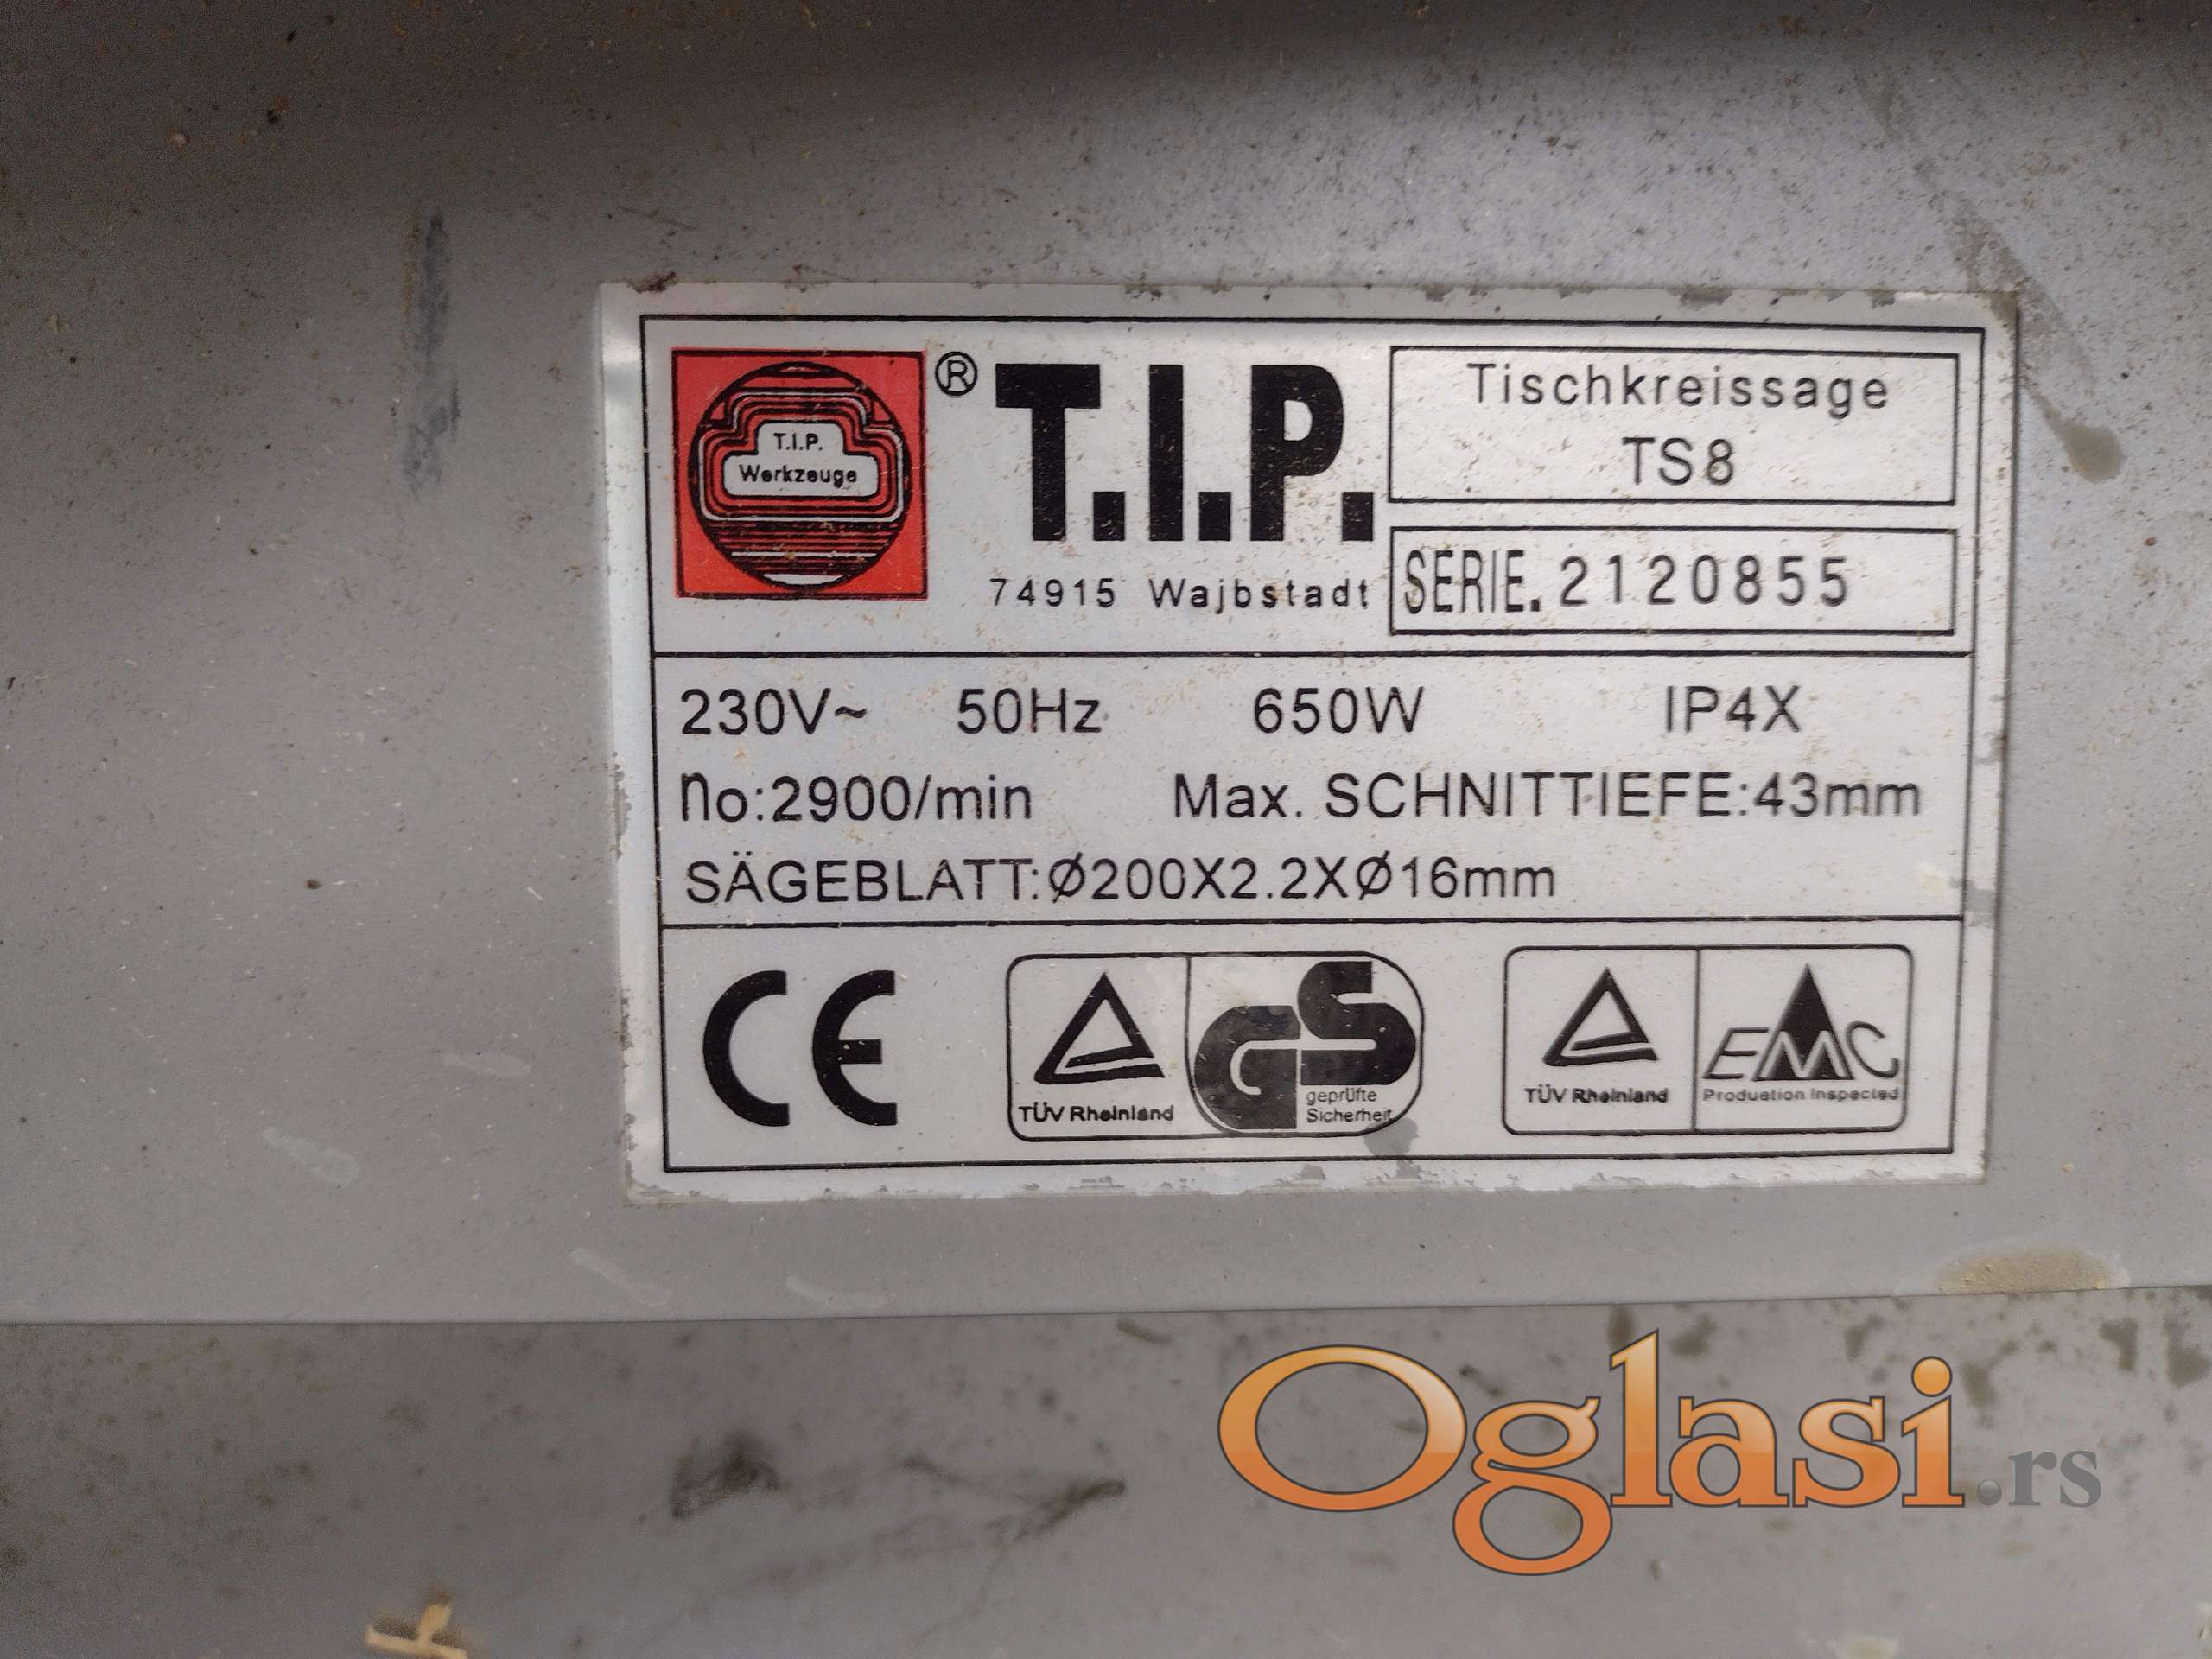 T.I.P.
Werkzeuge
® T.I.P.
74915 Wajbstadt
Tischkreissage
TS8
SERIE. 2120855
230V~ 50Hz 650W IP4X
no:2900/min Max. SCHNITTIEFE:43mm
SÄGEBLATT:Ø200X2.2XØ16mm
CE
TÜV Rheinland
GS
geprüfte
Sicherheit
TÜV Rheinland
EMC
Production Inspected
Oglasi.rs